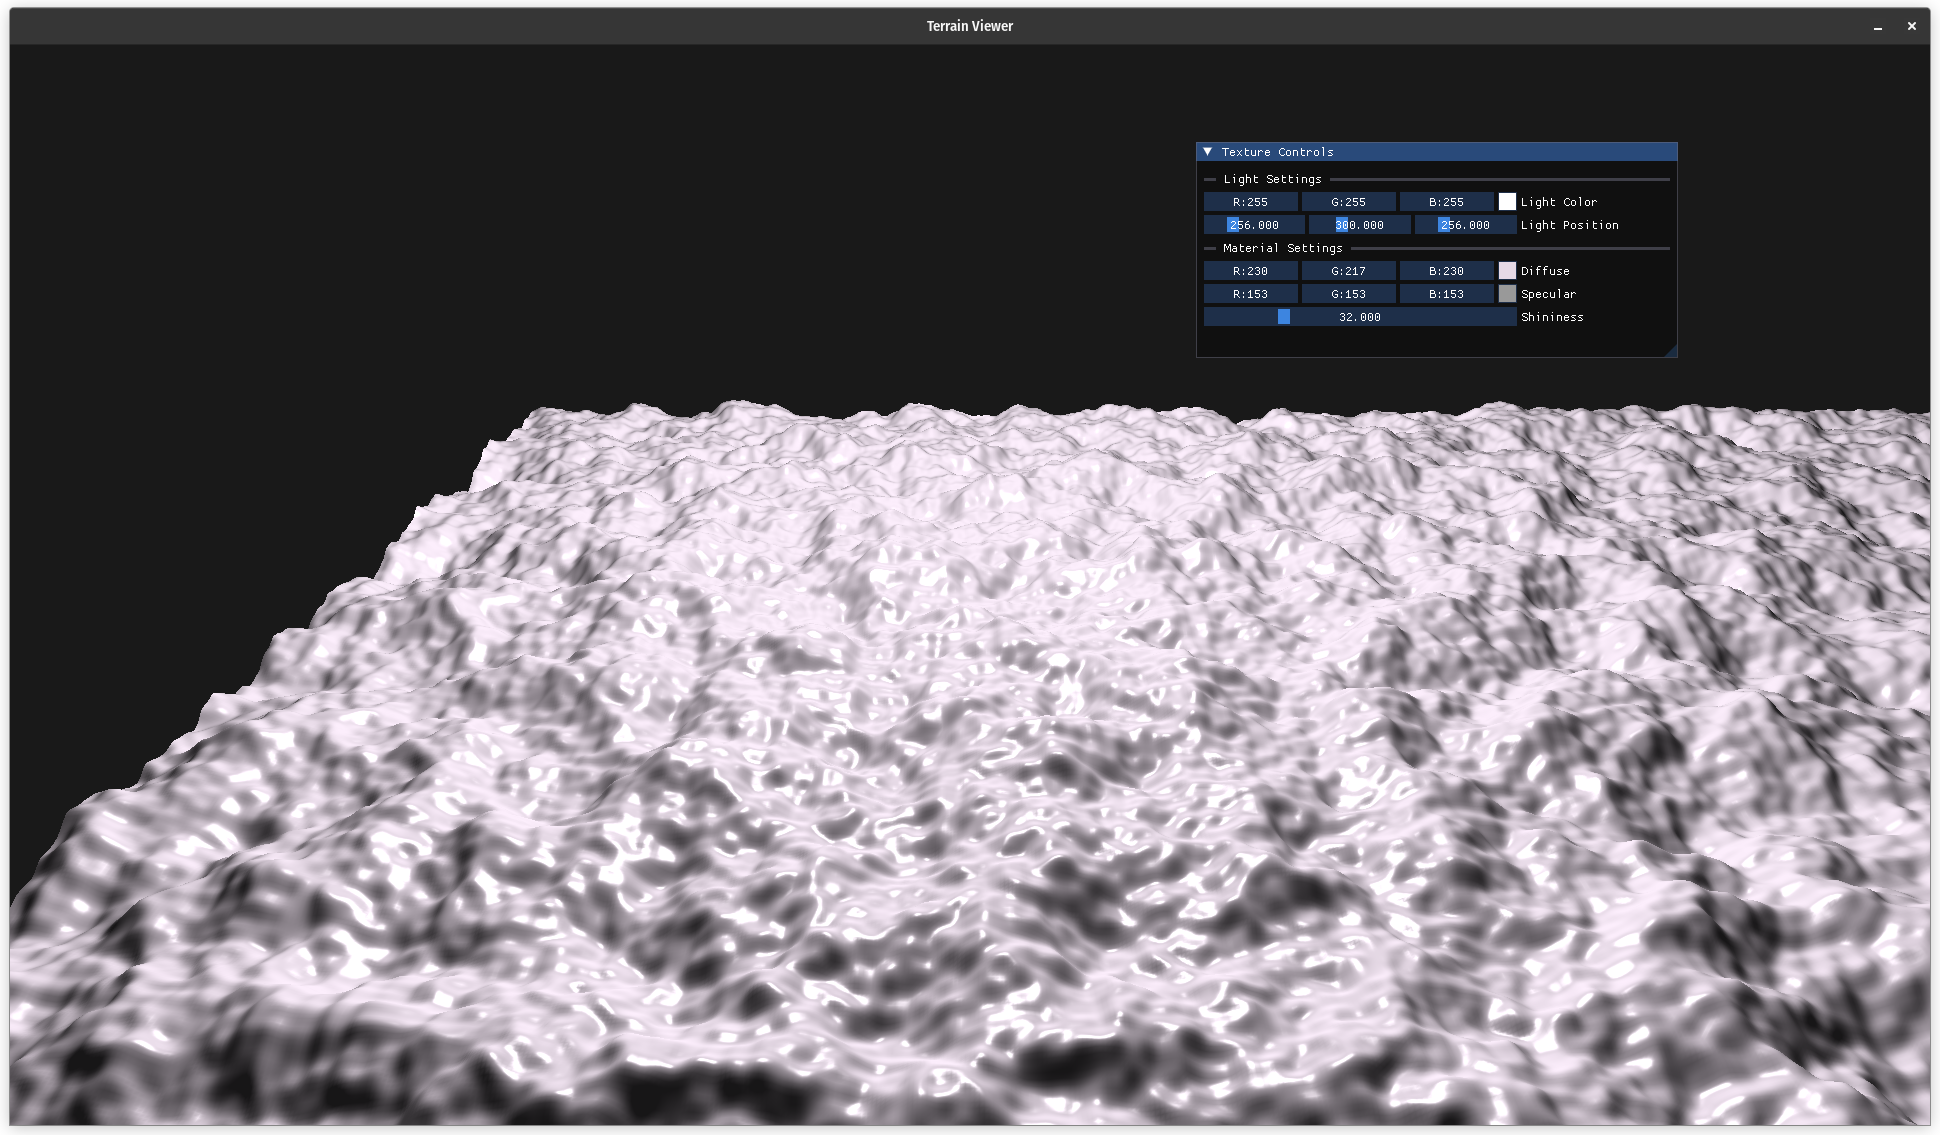 Terrain Viewer
Texture Controls
Light Settings
R:255 G:255 B:255 Light Color
256.000 300.000 256.000 Light Position
Material Settings
R:230 G:217 B:230 Diffuse
R:153 G:153 B:153 Specular
32.000 Shininess